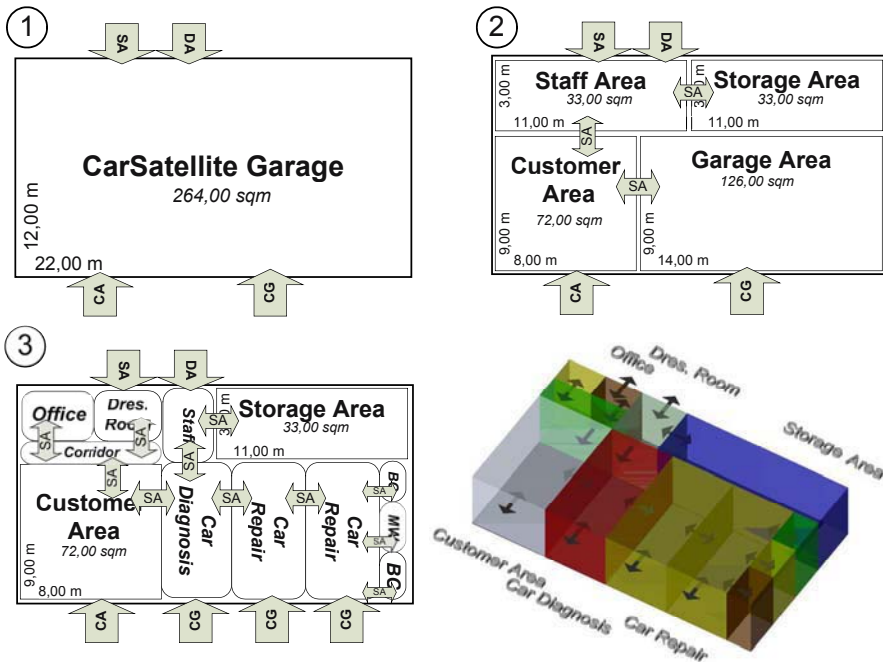 1
SA
DA
CarSatellite Garage
264,00 sqm
12,00 m
22,00 m
CA
CG
2
SA
DA
3,00 m
Staff Area
33,00 sqm
11,00 m
SA
Storage Area
33,00 sqm
11,00 m
SA
Customer
Area
72,00 sqm
9,00 m
8,00 m
SA
Garage Area
126,00 sqm
9,00 m
14,00 m
CA
CG
3
SA
DA
Office
Dres.
Staff
SA
Storage Area
33,00 sqm
11,00 m
SA
SA
Corridor
SA
SA
Area
72,00 sqm
9,00 m
8,00 m
SA
Car
Diagnosis
SA
Car
Repair
SA
Car
Repair
SA
SA
BC
SA
CA
CG
CG
CG
Office
Dres. Room
Storage Area
Customer Area
Car Diagnosis
Car Repair